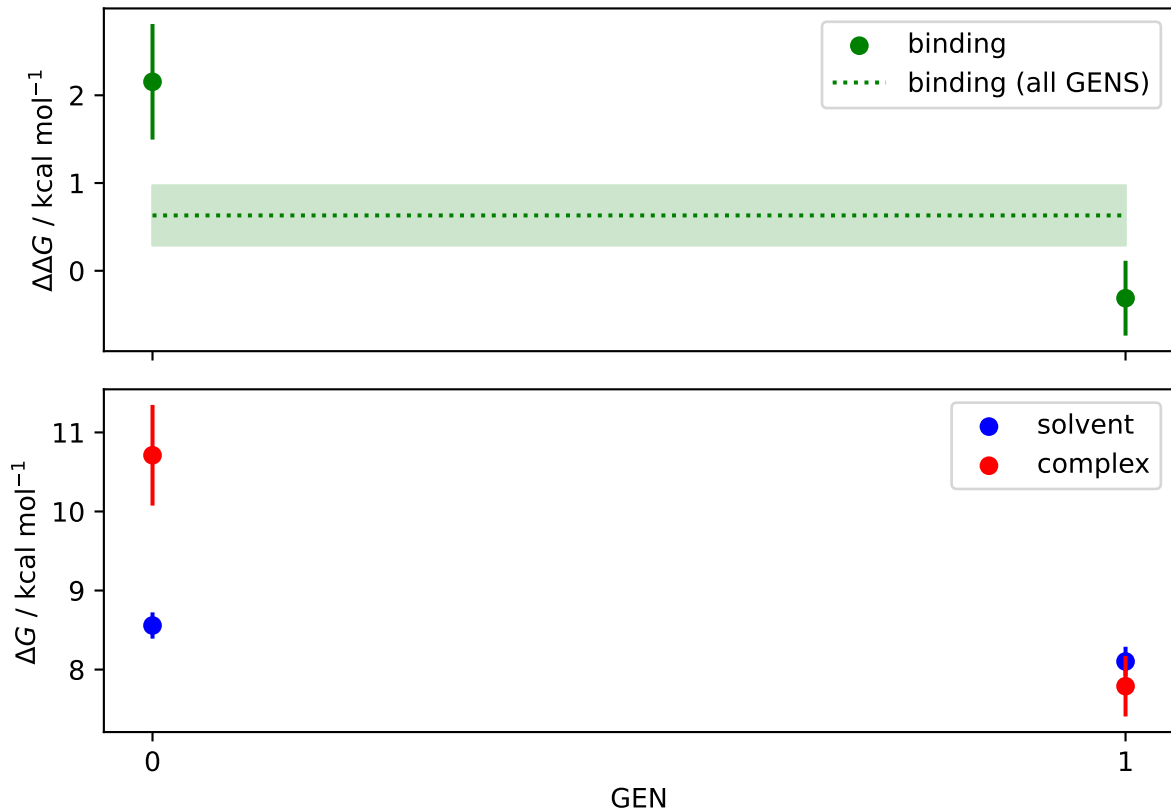 binding
binding (all GENS)
2
1
0
ΔΔG / kcal mol⁻¹
solvent
complex
11
10
9
8
ΔG / kcal mol⁻¹
0
1
GEN